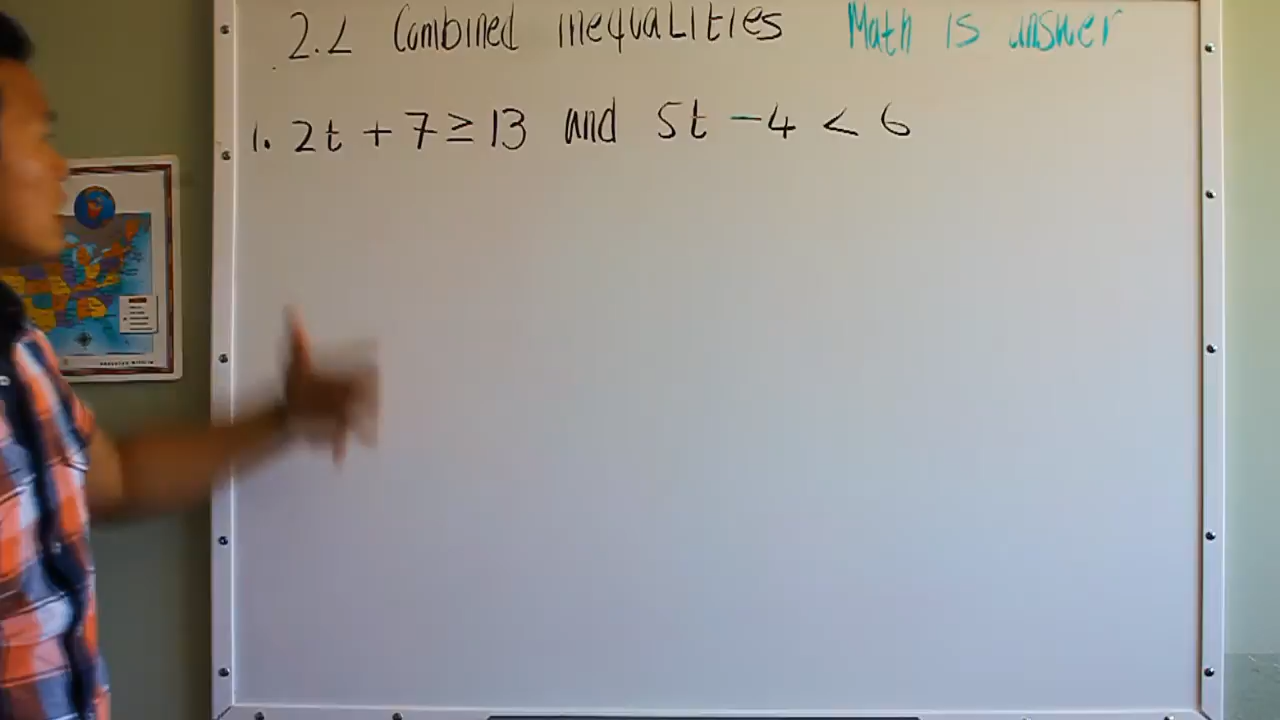 2.2 Combined inequalities Math is answer
1. 2t + 7 ≥ 13 and 5t - 4 < 6